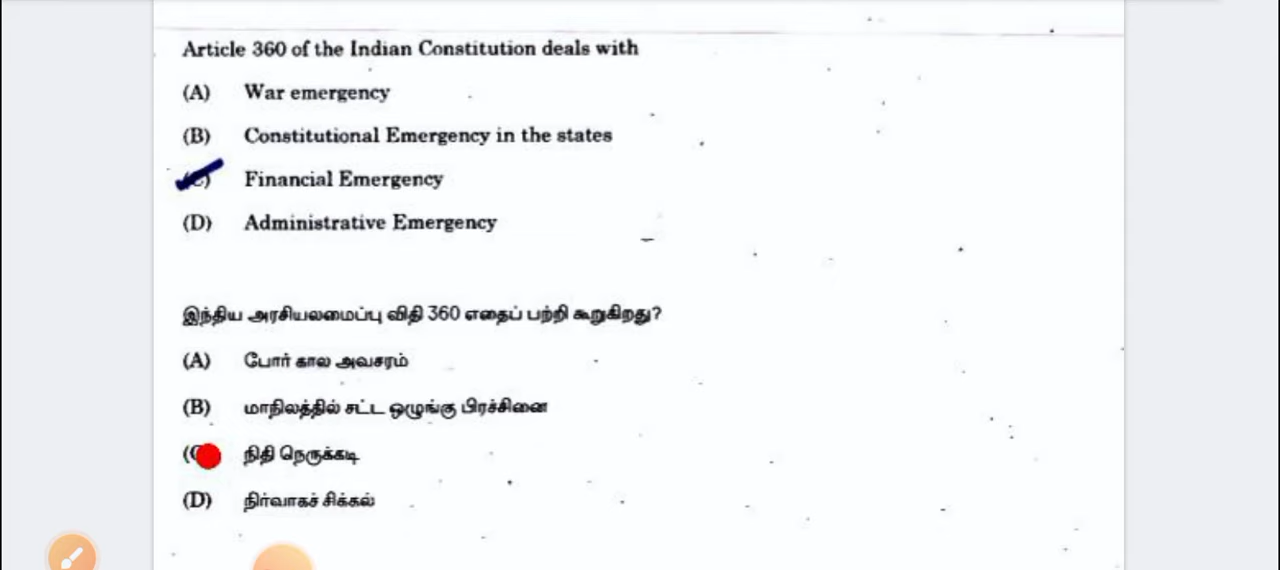 Article 360 of the Indian Constitution deals with
(A) War emergency
(B) Constitutional Emergency in the states
(C) Financial Emergency
(D) Administrative Emergency
இந்திய அரசியலமைப்பு விதி 360 எதைப் பற்றி கூறுகிறது?
(A) போர் கால அவசரம்
(B) மாநிலத்தில் சட்ட ஒழுங்கு பிரச்சினை
(C) நிதி நெருக்கடி
(D) நிர்வாகச் சிக்கல்